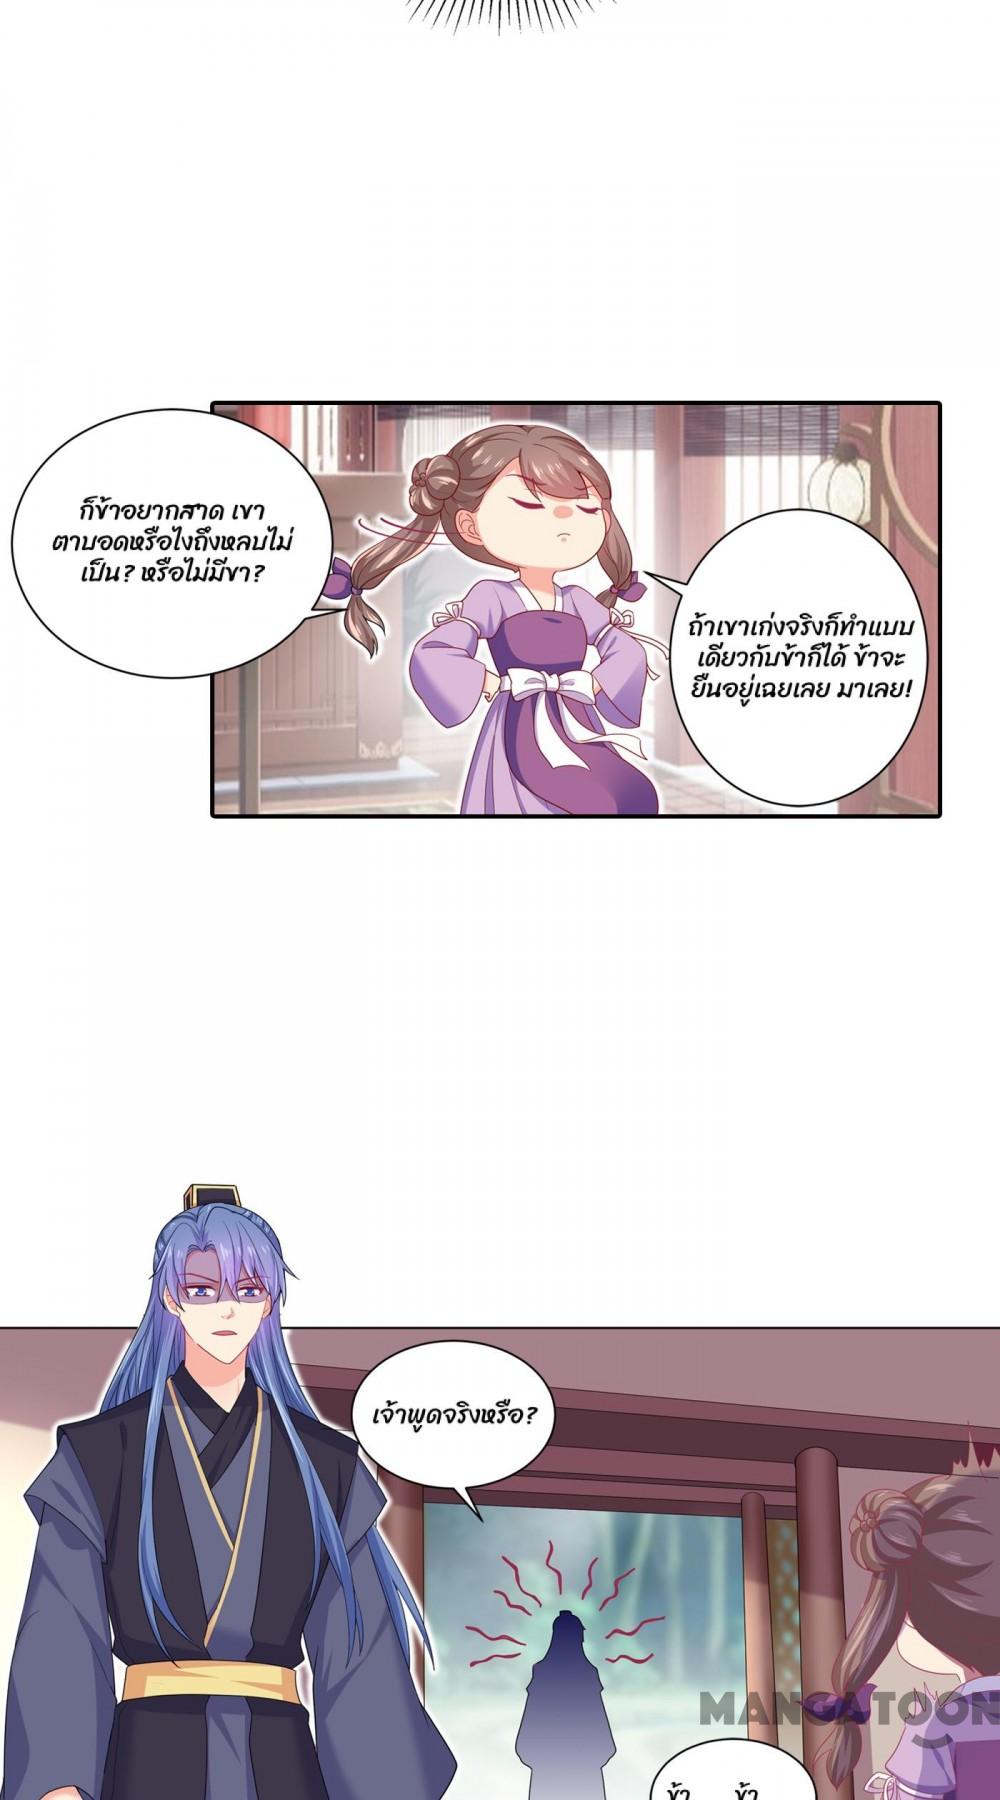 ก็ข้าอยากสาด เขา
ตาบอดหรือไงถึงหลบไม่
เป็น? หรือไม่มีขา?
ถ้าเขาเก่งจริงก็ทำแบบ
เดียวกับข้าก็ได้ ข้าจะ
ยืนอยู่เฉยเลย มาเลย!
เจ้าพูดจริงหรือ?
MANGATOON
ข้า ข้า